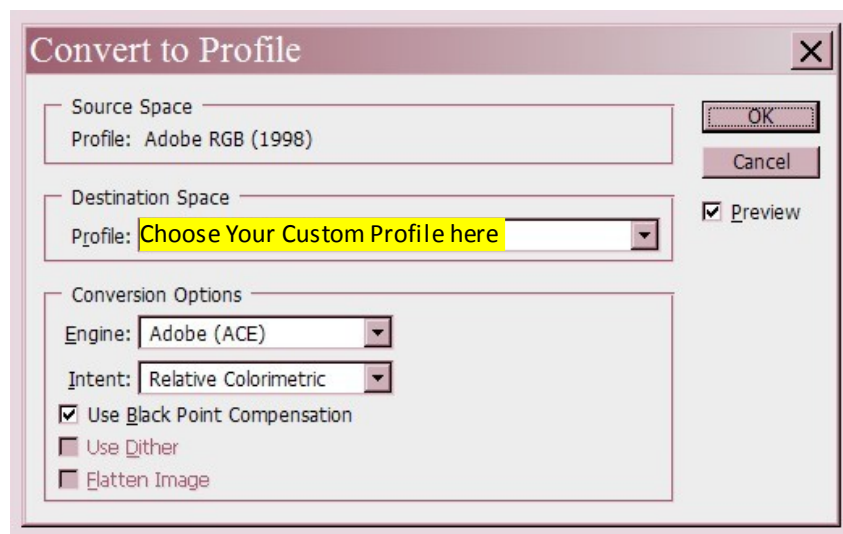 Convert to Profile
Source Space
Profile: Adobe RGB (1998)
OK
Cancel
Destination Space
Profile: Choose Your Custom Profile here
Preview
Conversion Options
Engine: Adobe (ACE)
Intent: Relative Colorimetric
Use Black Point Compensation
Use Dither
Flatten Image